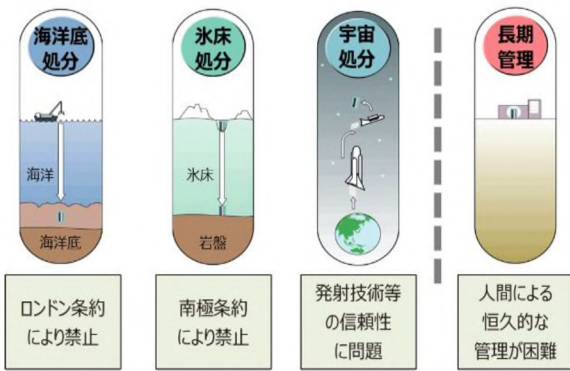 海洋底
処分
海洋
海洋底
ロンドン条約
により禁止
氷床
処分
氷床
岩盤
南極条約
により禁止
宇宙
処分
発射技術等
の信頼性
に問題
長期
管理
人間による
恒久的な
管理が困難